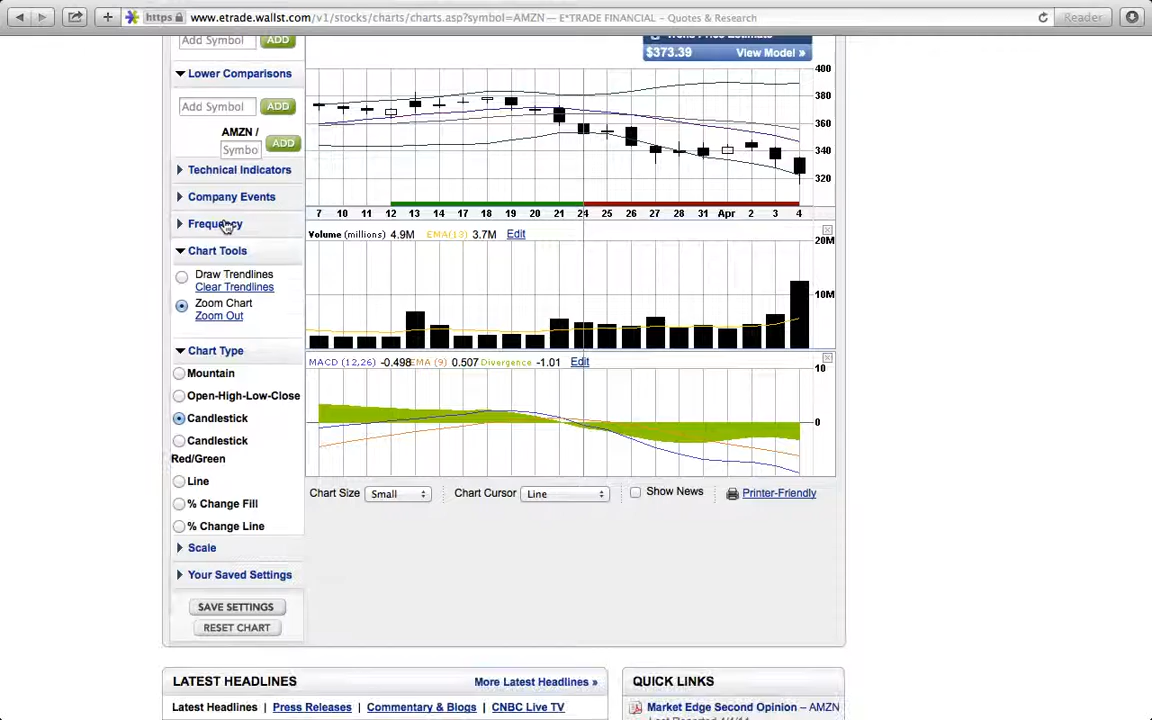 https www.etrade.wallst.com/v1/stocks/charts/charts.asp?symbol=AMZN — E*TRADE FINANCIAL – Quotes & Research
Reader
Add Symbol ADD
Lower Comparisons
Add Symbol ADD
AMZN /
Symbo ADD
Technical Indicators
Company Events
Frequency
Chart Tools
Draw Trendlines
Clear Trendlines
Zoom Chart
Zoom Out
Chart Type
Mountain
Open-High-Low-Close
Candlestick
Candlestick
Red/Green
Line
% Change Fill
% Change Line
Scale
Your Saved Settings
SAVE SETTINGS
RESET CHART
$373.39 View Model »
400
380
360
340
320
7 10 11 12 13 14 17 18 19 20 21 24 25 26 27 28 31 Apr 2 3 4
Volume (millions) 4.9M EMA(13) 3.7M Edit
20M
10M
MACD (12,26) -0.498 EMA (9) 0.507 Divergence -1.01 Edit
10
0
Chart Size Small Chart Cursor Line Show News Printer-Friendly
LATEST HEADLINES More Latest Headlines »
Latest Headlines | Press Releases | Commentary & Blogs | CNBC Live TV
QUICK LINKS
Market Edge Second Opinion – AMZN